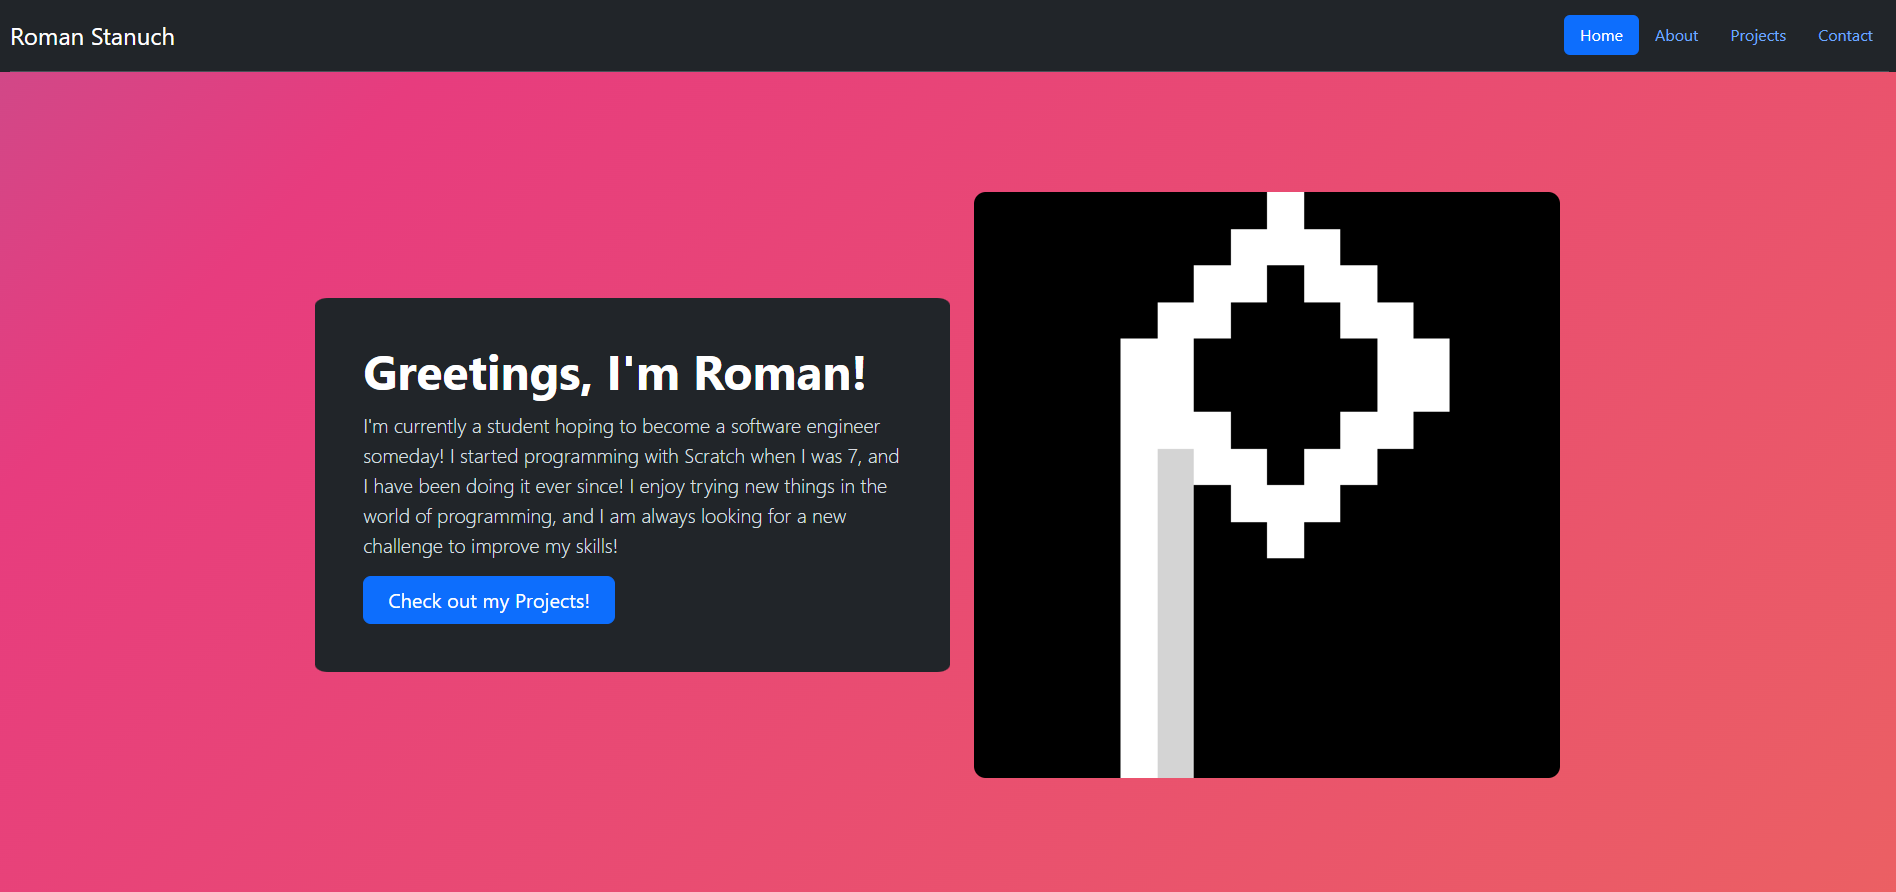 Roman Stanuch
Home
About
Projects
Contact
Greetings, I'm Roman!
I'm currently a student hoping to become a software engineer
someday! I started programming with Scratch when I was 7, and
I have been doing it ever since! I enjoy trying new things in the
world of programming, and I am always looking for a new
challenge to improve my skills!
Check out my Projects!